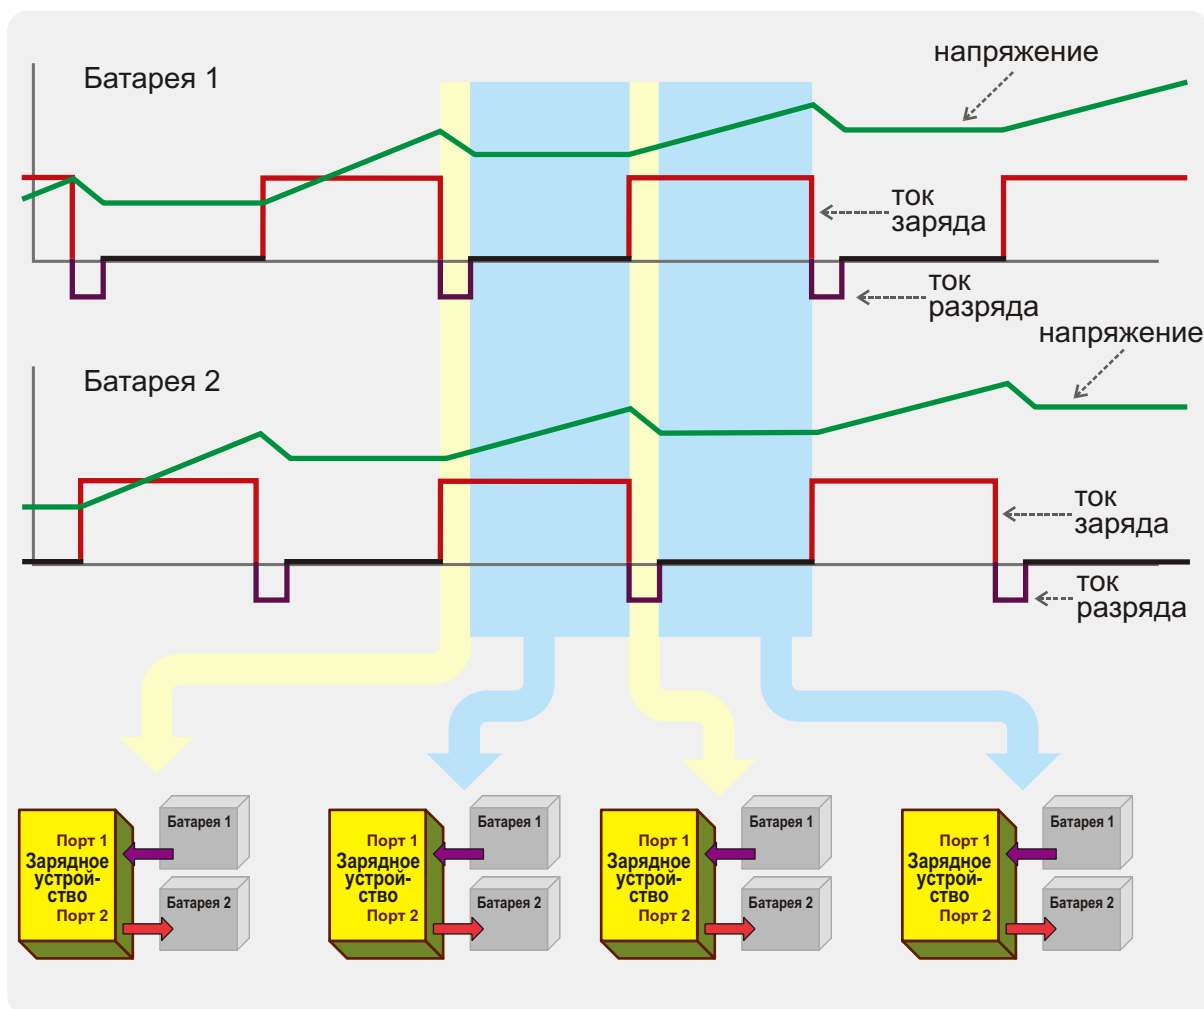 напряжение
Батарея 1
ток
заряда
ток
разряда
напряжение
Батарея 2
ток
заряда
ток
разряда
Батарея 1
Порт 1
Зарядное
устрой-
ство
Батарея 2
Порт 2
Батарея 1
Порт 1
Зарядное
устрой-
ство
Батарея 2
Порт 2
Батарея 1
Порт 1
Зарядное
устрой-
ство
Батарея 2
Порт 2
Батарея 1
Порт 1
Зарядное
устрой-
ство
Батарея 2
Порт 2